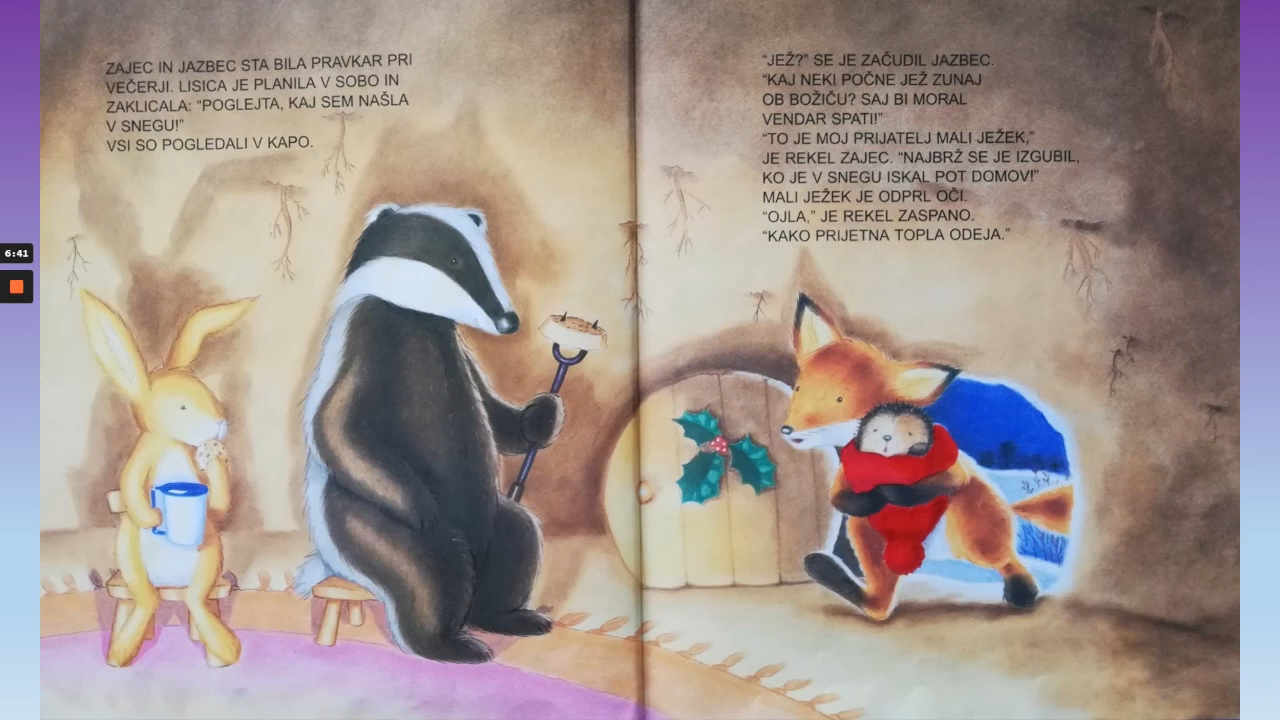 6:41
ZAJEC IN JAZBEC STA BILA PRAVKAR PRI
VEČERJI. LISICA JE PLANILA V SOBO IN
ZAKLICALA: “POGLEJTA, KAJ SEM NAŠLA
V SNEGU!”
VSI SO POGLEDALI V KAPO.
“JEŽ?” SE JE ZAČUDIL JAZBEC.
“KAJ NEKI POČNE JEŽ ZUNAJ
OB BOŽIČU? SAJ BI MORAL
VENDAR SPATI!”
“TO JE MOJ PRIJATELJ MALI JEŽEK,”
JE REKEL ZAJEC. “NAJBRŽ SE JE IZGUBIL,
KO JE V SNEGU ISKAL POT DOMOV!”
MALI JEŽEK JE ODPRL OČI.
“OJLA,” JE REKEL ZASPANO.
“KAKO PRIJETNA TOPLA ODEJA.”